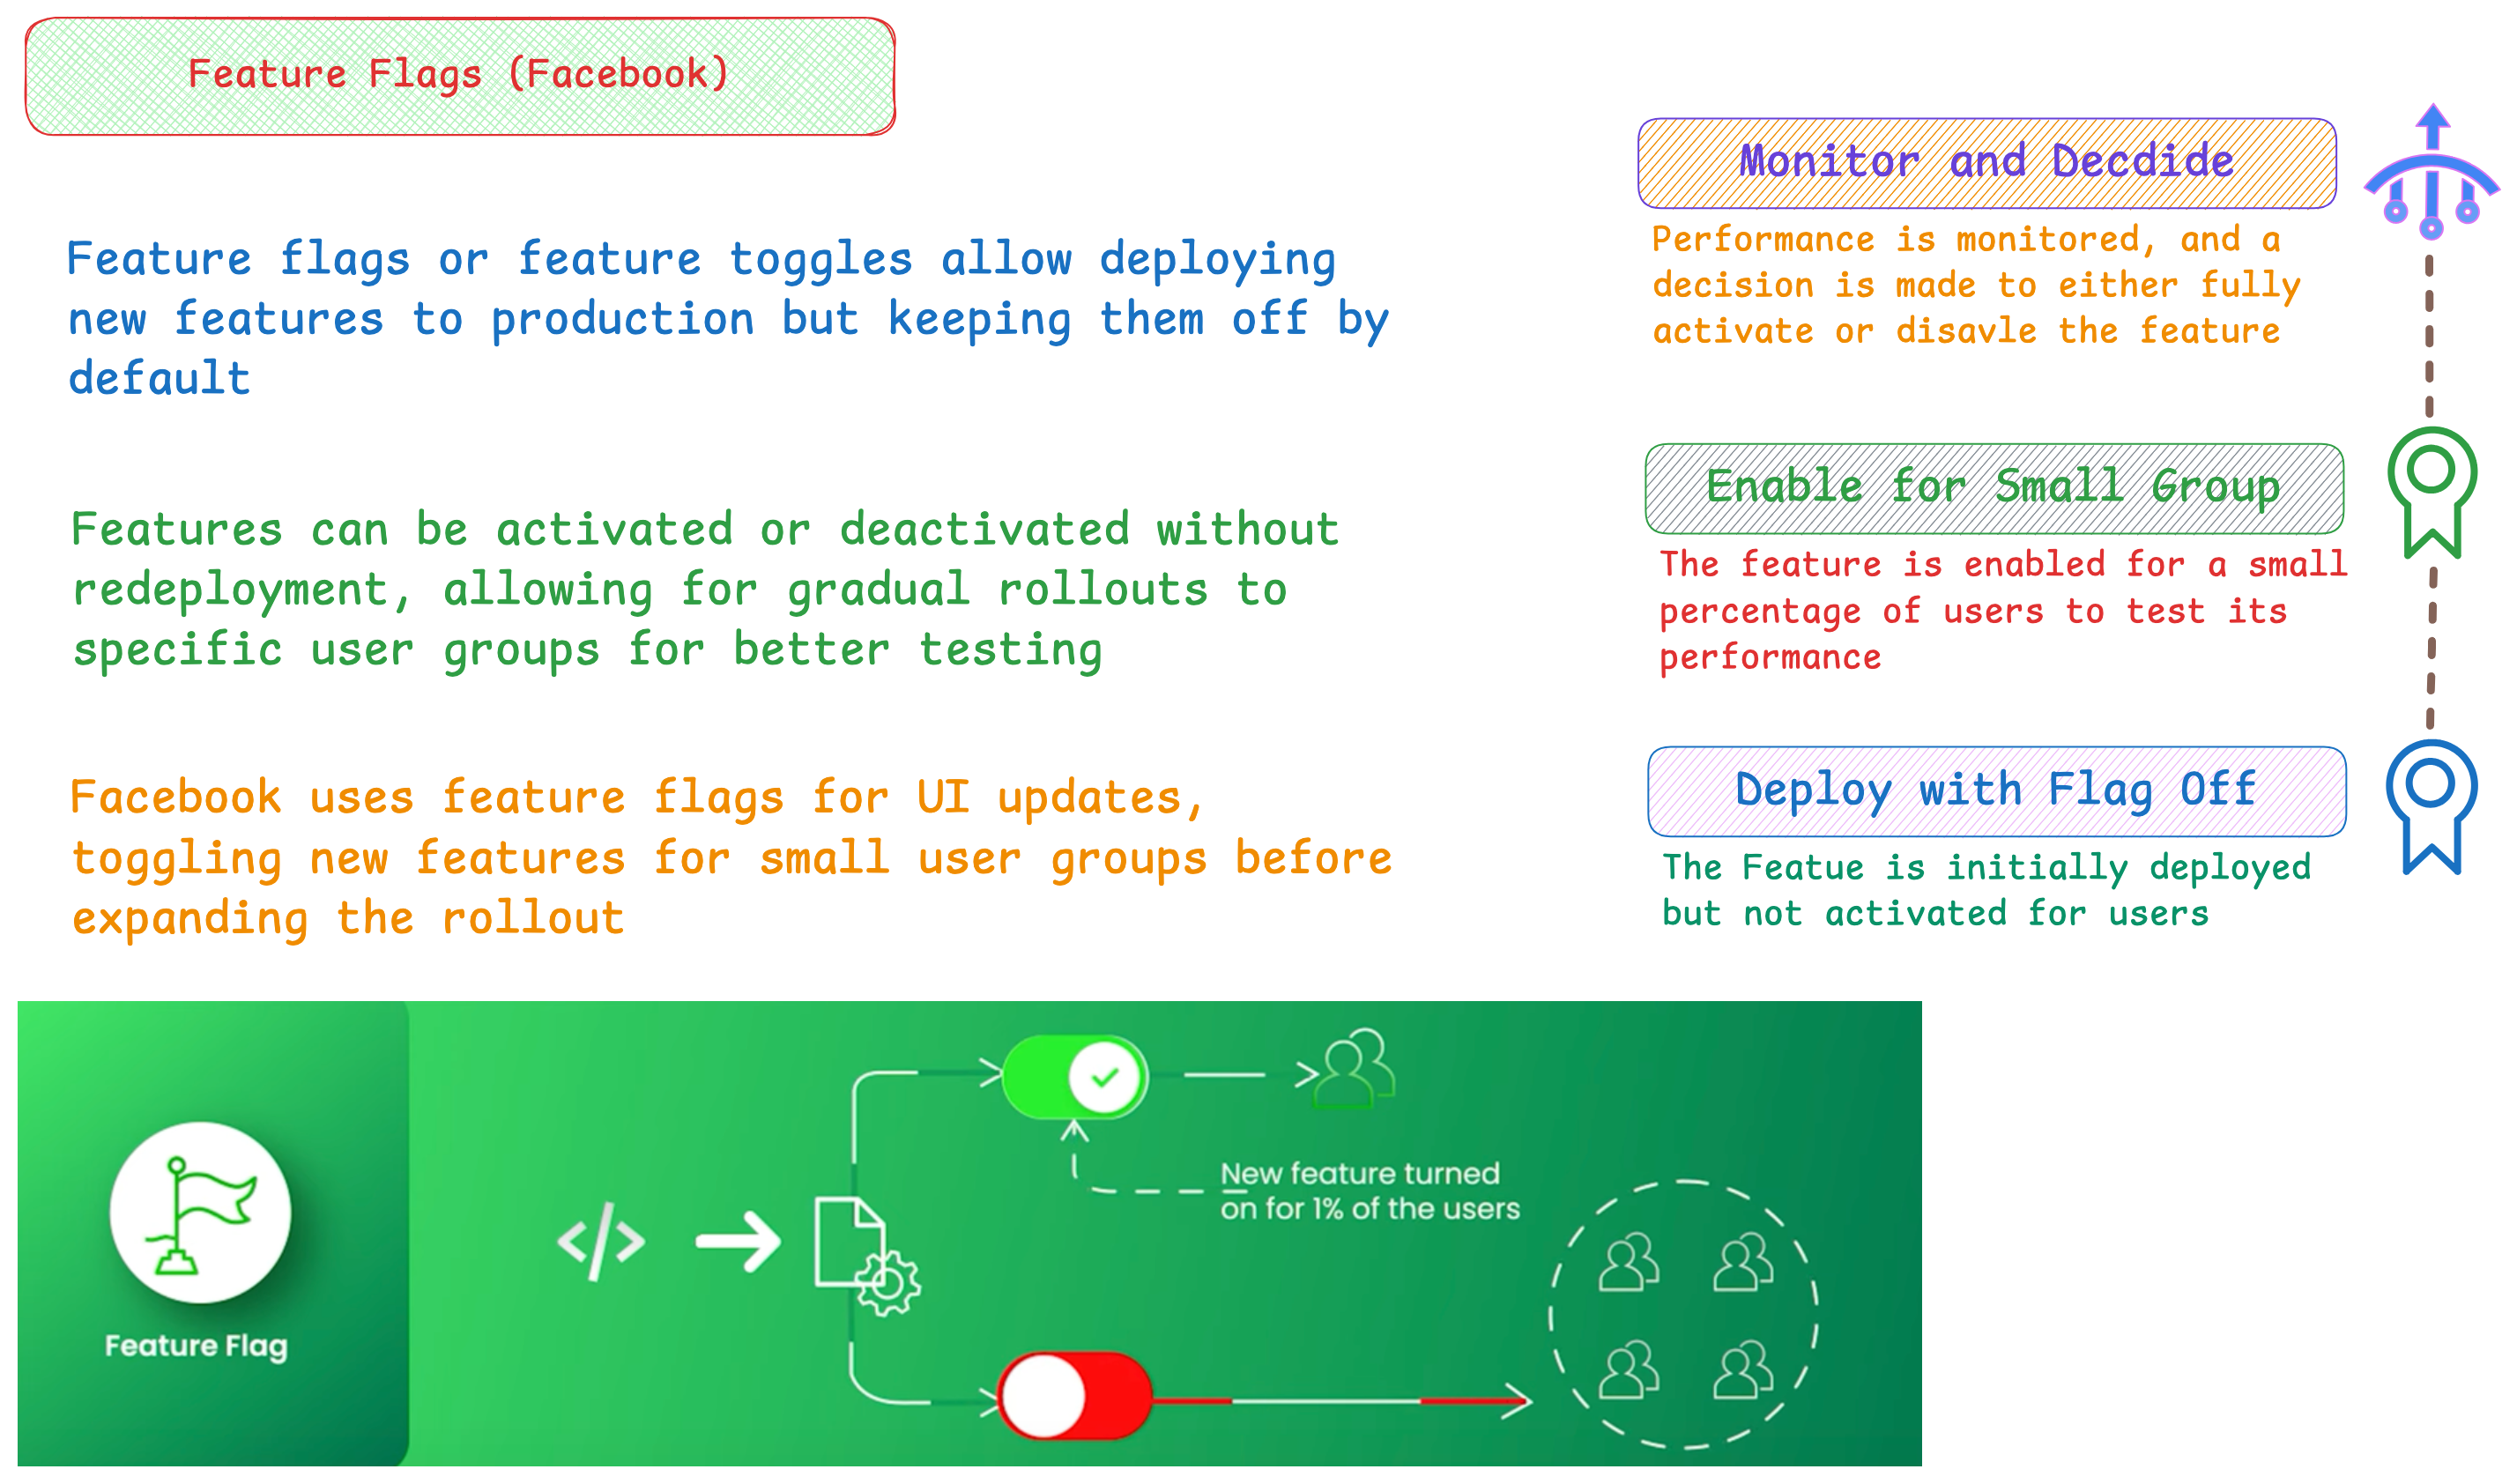 Feature Flags (Facebook)
Feature flags or feature toggles allow deploying
new features to production but keeping them off by
default
Features can be activated or deactivated without
redeployment, allowing for gradual rollouts to
specific user groups for better testing
Facebook uses feature flags for UI updates,
toggling new features for small user groups before
expanding the rollout
Monitor and Decdide
Performance is monitored, and a
decision is made to either fully
activate or disavle the feature
Enable for Small Group
The feature is enabled for a small
percentage of users to test its
performance
Deploy with Flag Off
The Featue is initially deployed
but not activated for users
Feature Flag
</>
New feature turned
on for 1% of the users